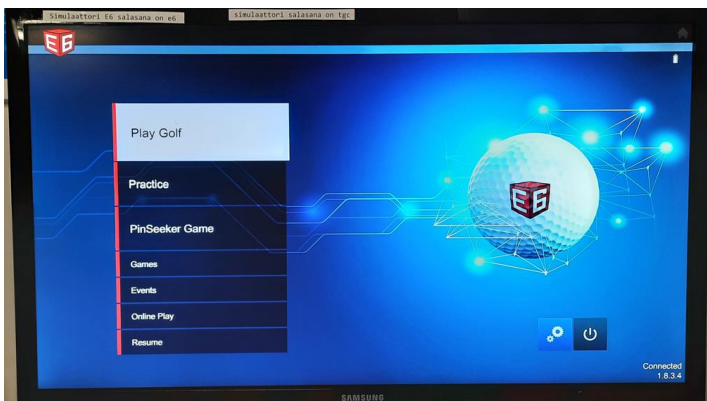 Simulaattori E6 salasana on e6
simulaattori salasana on tgc
E6
Play Golf
Practice
PinSeeker Game
Games
Events
Online Play
Resume
E6
Connected
1.8.3.4
SAMSUNG